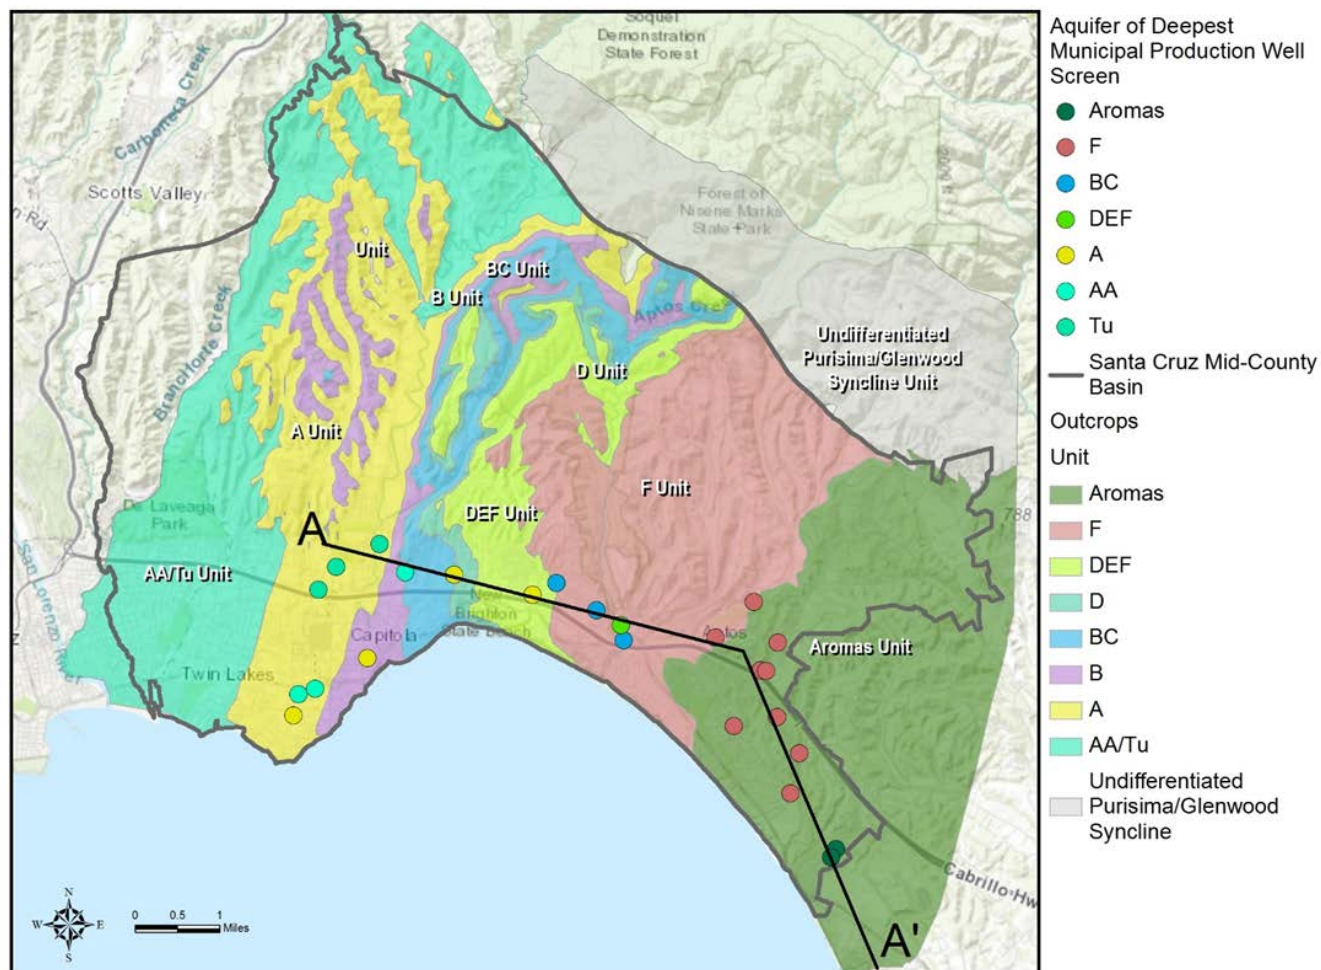 Soquel
Demonstration
State Forest
Carbonera Creek
Scotts Valley
Forest of
Nisene Marks
State Park
Unit
BC Unit
B Unit
Aptos Cre
Undifferentiated
Purisima/Glenwood
Syncline Unit
Branciforte Creek
D Unit
A Unit
F Unit
De Laveaga
Park
DEF Unit
788
A
AA/Tu Unit
San Lorenzo River
New
Brighton
State Beach
Capitola
Aptos
Aromas Unit
Twin Lakes
Cabrillo Hw
A'
N
W
E
S
0
0.5
1
Miles
Aquifer of Deepest
Municipal Production Well
Screen
Aromas
F
BC
DEF
A
AA
Tu
Santa Cruz Mid-County
Basin
Outcrops
Unit
Aromas
F
DEF
D
BC
B
A
AA/Tu
Undifferentiated
Purisima/Glenwood
Syncline